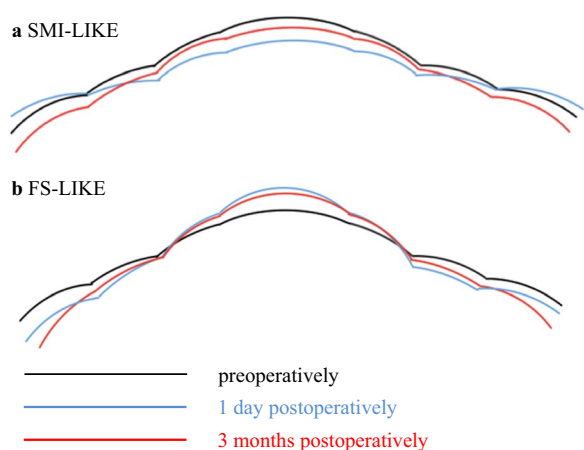 a SMI-LIKE
b FS-LIKE
preoperatively
1 day postoperatively
3 months postoperatively